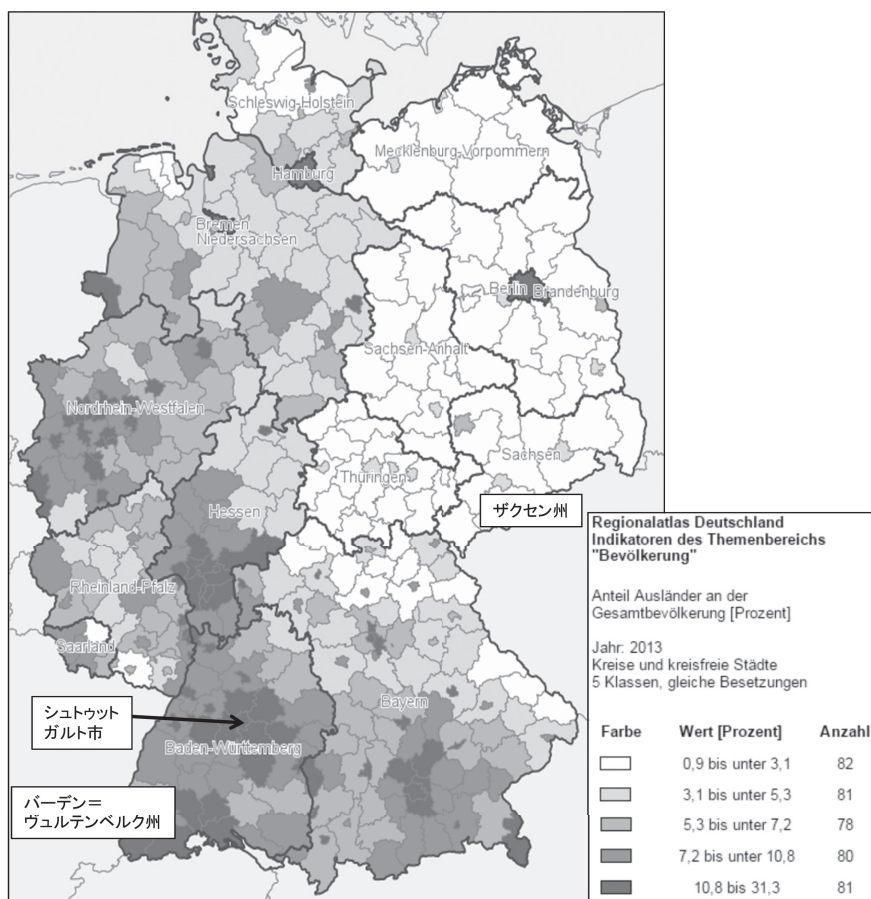 Schleswig-Holstein
Mecklenburg-Vorpommern
Hamburg
Bremen
Niedersachsen
Berlin
Brandenburg
Sachsen-Anhalt
Nordrhein-Westfalen
Sachsen
Thüringen
Hessen
ザクセン州
Rheinland-Pfalz
Saarland
Bayern
シュトゥット
ガルト市
Baden-Württemberg
バーデン＝
ヴュルテンベルク州
Regionalatlas Deutschland
Indikatoren des Themenbereichs
"Bevölkerung"
Anteil Ausländer an der
Gesamtbevölkerung [Prozent]
Jahr: 2013
Kreise und kreisfreie Städte
5 Klassen, gleiche Besetzungen
Farbe Wert [Prozent] Anzahl
0,9 bis unter 3,1 82
3,1 bis unter 5,3 81
5,3 bis unter 7,2 78
7,2 bis unter 10,8 80
10,8 bis 31,3 81